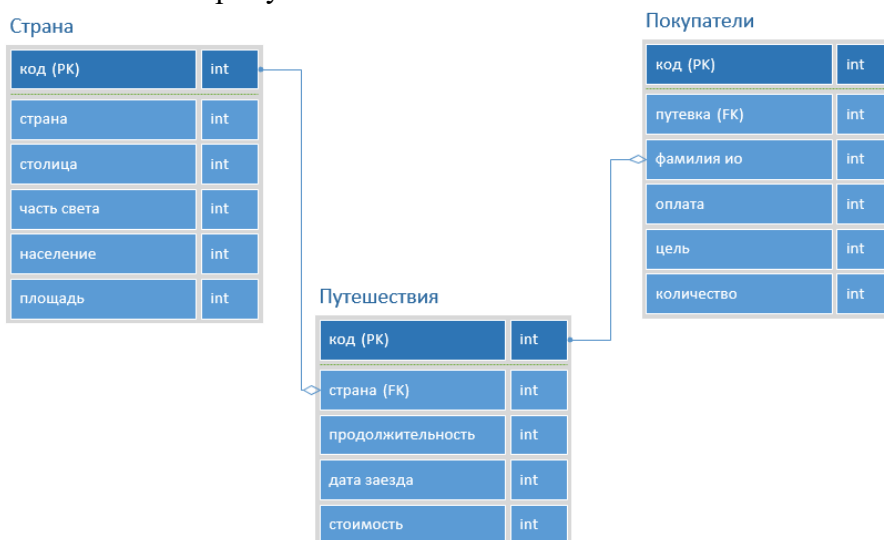 Страна
код (PK) int
страна int
столица int
часть света int
население int
площадь int
Покупатели
код (PK) int
путевка (FK) int
фамилия ио int
оплата int
цель int
количество int
Путешествия
код (PK) int
страна (FK) int
продолжительность int
дата заезда int
стоимость int